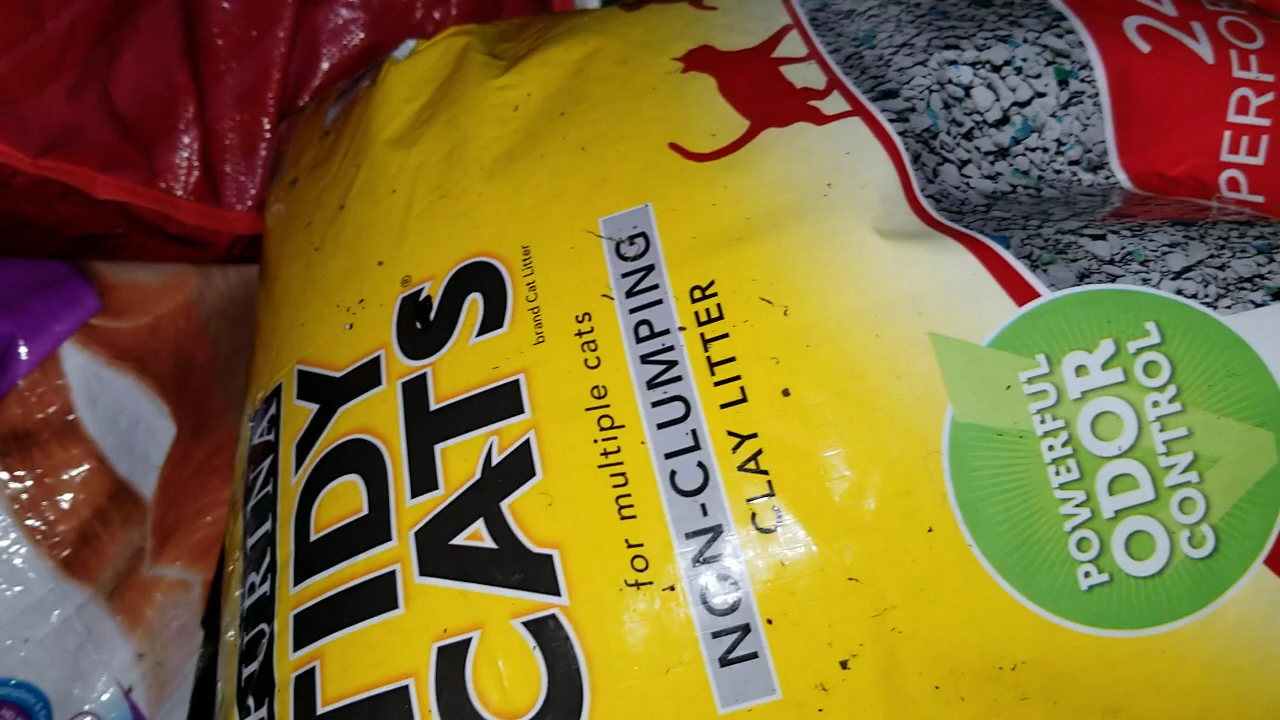 PURINA
TIDY
CATS®
brand Cat Litter
for multiple cats
NON-CLUMPING
CLAY LITTER
POWERFUL
ODOR
CONTROL